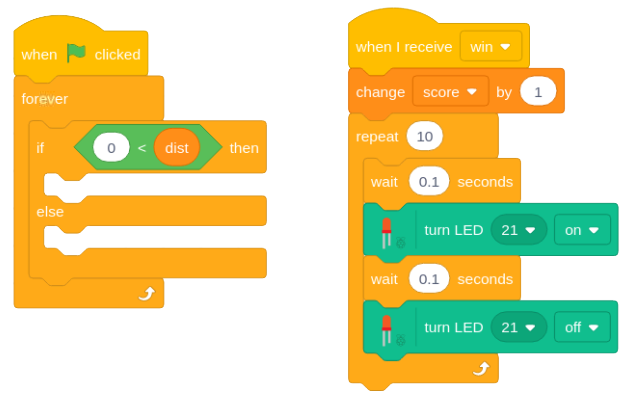 when clicked
forever
if 0 < dist then
else
when I receive win
change score by 1
repeat 10
wait 0.1 seconds
turn LED 21 on
wait 0.1 seconds
turn LED 21 off